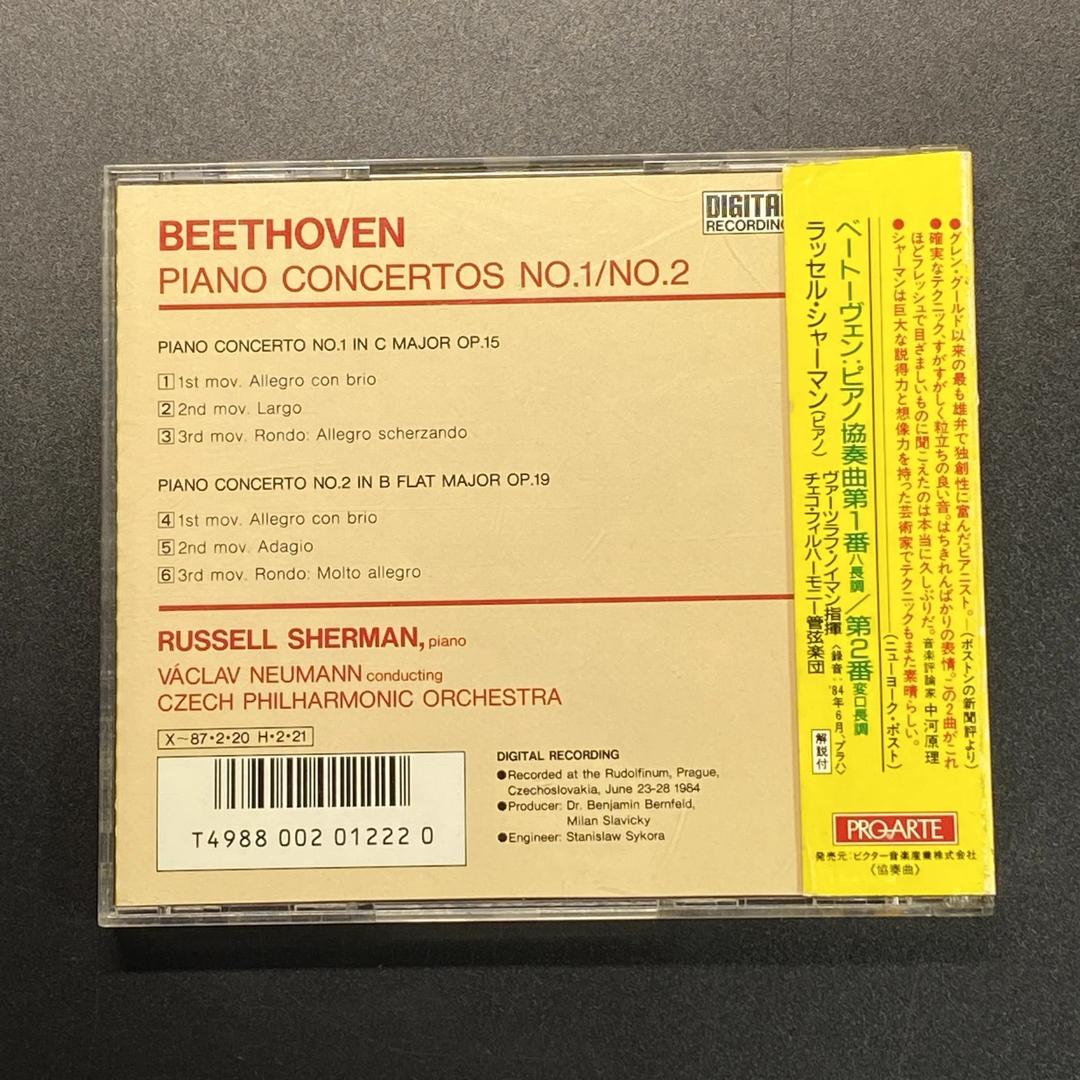 BEETHOVEN
PIANO CONCERTOS NO.1/NO.2
DIGITAL
RECORDING
PIANO CONCERTO NO.1 IN C MAJOR OP.15
1 1st mov. Allegro con brio
2 2nd mov. Largo
3 3rd mov. Rondo: Allegro scherzando
PIANO CONCERTO NO.2 IN B FLAT MAJOR OP.19
4 1st mov. Allegro con brio
5 2nd mov. Adagio
6 3rd mov. Rondo: Molto allegro
RUSSELL SHERMAN, piano
VÁCLAV NEUMANN conducting
CZECH PHILHARMONIC ORCHESTRA
X〜87・2・20 H・2・21
T4988 002 01222 0
DIGITAL RECORDING
●Recorded at the Rudolfinum, Prague,
Czechoslovakia, June 23-28 1984
●Producer: Dr. Benjamin Bernfeld,
Milan Slavicky
●Engineer: Stanislaw Sykora
●グレン・グールド以来の最も雄弁で独創性に富んだピアニスト。―(ボストンの新聞評より)
●確実なテクニック、すがすがしく粒立ちの良い音。はちきれんばかりの表情。この2曲がこれ
ほどフレッシュで目ざましいものに聞こえたのは本当に久しぶりだ。音楽評論家 中河原理
●シャーマンは巨大な説得力と想像力を持った芸術家でテクニックもまた素晴らしい。
(ニューヨーク・ポスト)
ベートーヴェン:ピアノ協奏曲第1番ハ長調/第2番変ロ長調
ラッセル・シャーマン(ピアノ)
ヴァーツラフ・ノイマン指揮
チェコ・フィルハーモニー管弦楽団
〈録音:'84年6月、プラハ〉
解説付
PRO ARTE
発売元:ビクター音楽産業株式会社
〈協奏曲〉